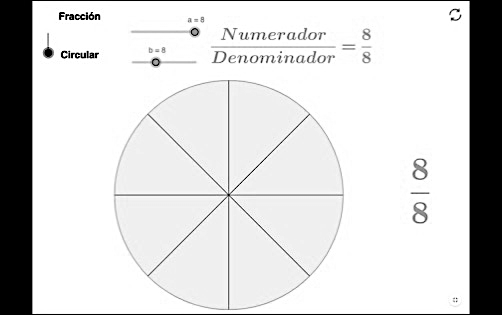 Fracción
Circular
a = 8
b = 8
Numerador / Denominador = 8 / 8
8
8